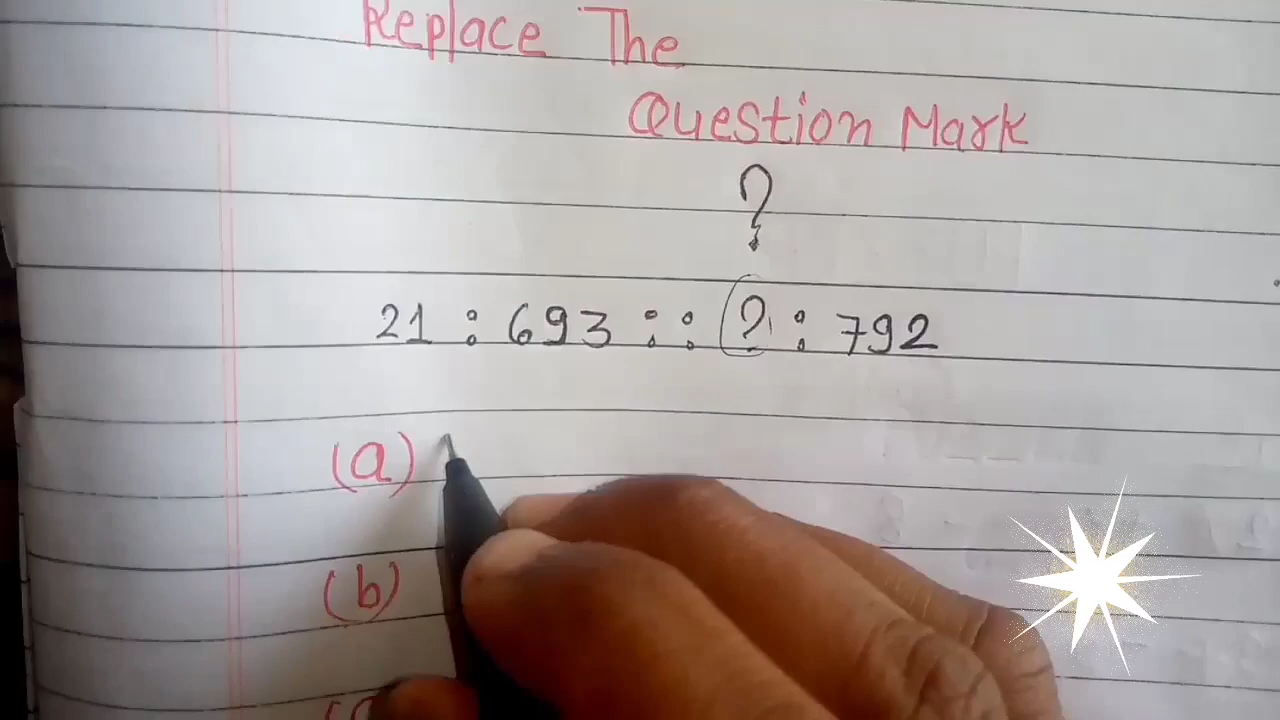 Replace The
Question Mark
?
21 : 693 :: ? : 792
(a)
(b)